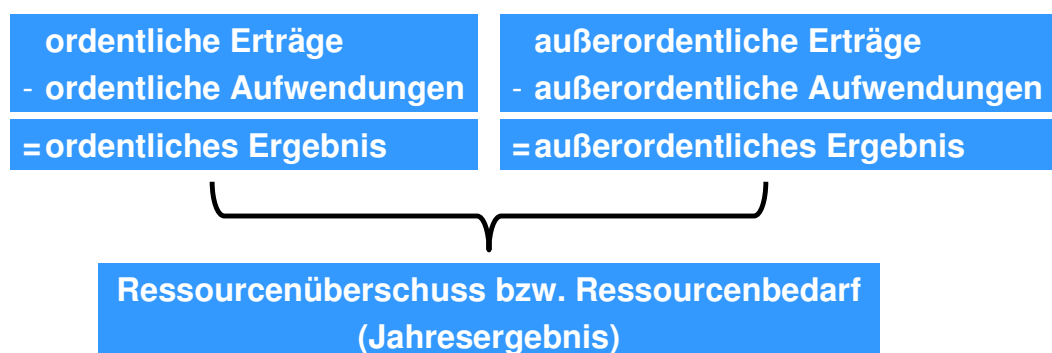 ordentliche Erträge
- ordentliche Aufwendungen
= ordentliches Ergebnis
außerordentliche Erträge
- außerordentliche Aufwendungen
= außerordentliches Ergebnis
Ressourcenüberschuss bzw. Ressourcenbedarf
(Jahresergebnis)